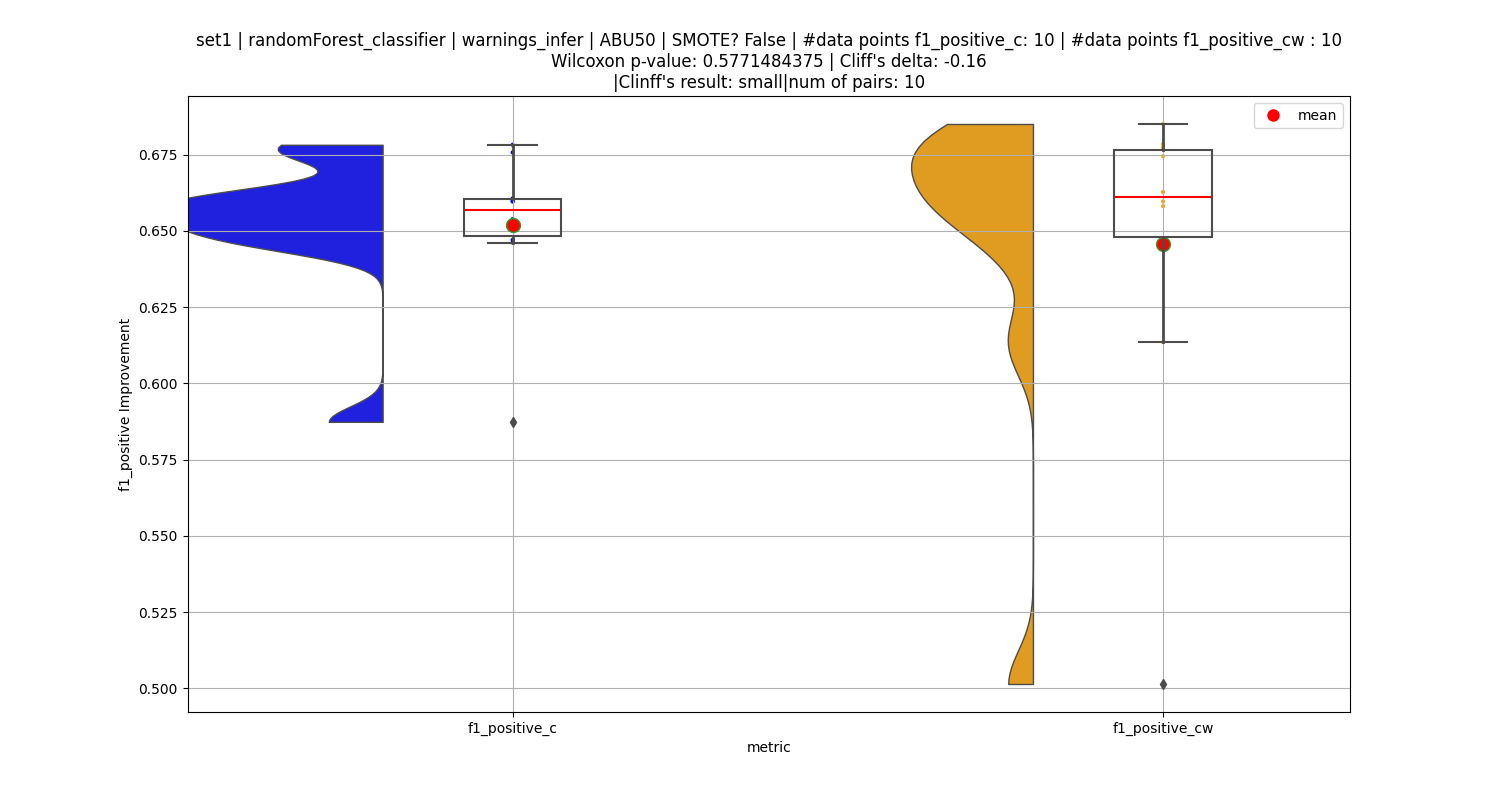 set1 | randomForest_classifier | warnings_infer | ABU50 | SMOTE? False | #data points f1_positive_c: 10 | #data points f1_positive_cw : 10
Wilcoxon p-value: 0.5771484375 | Cliff's delta: -0.16
|Clinff's result: small|num of pairs: 10
mean
0.675
0.650
0.625
0.600
0.575
0.550
0.525
0.500
f1_positive Improvement
f1_positive_c
f1_positive_cw
metric